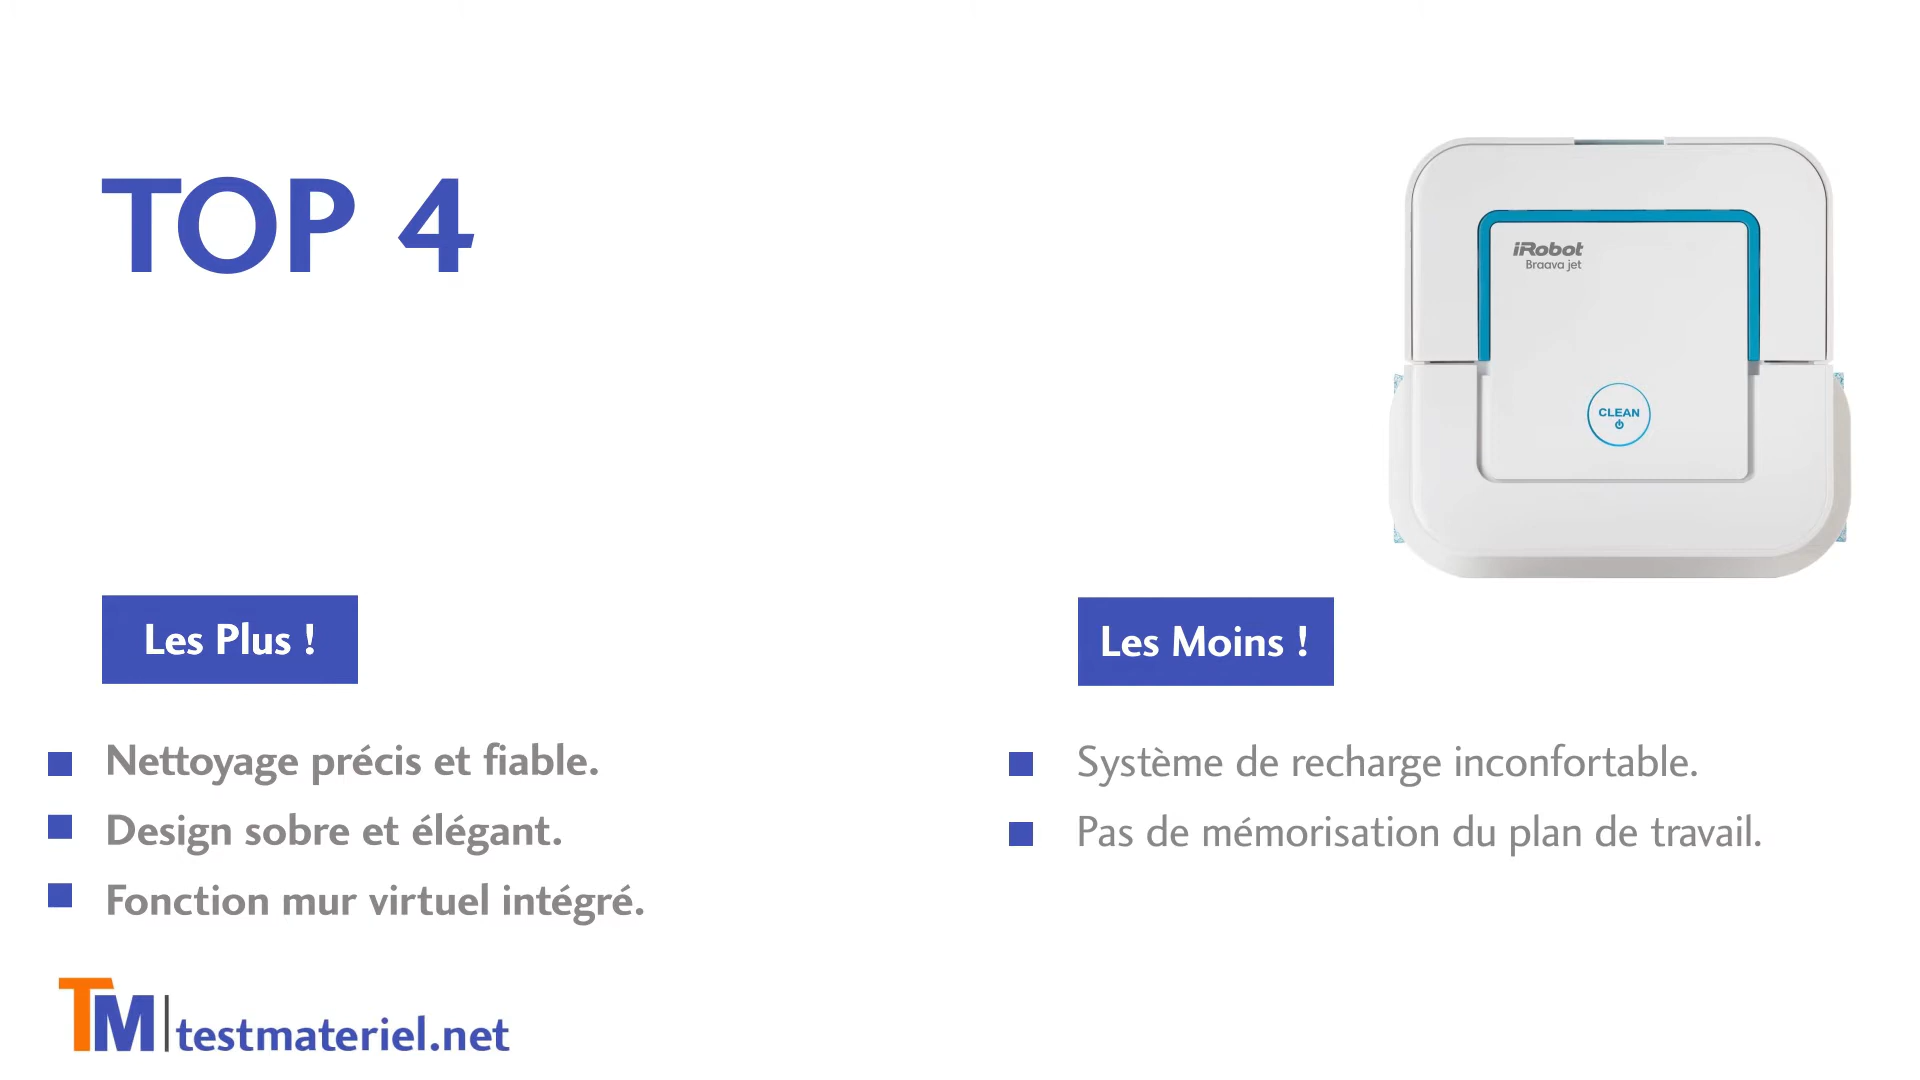 TOP 4
iRobot
Braava jet
CLEAN
Les Plus !
Nettoyage précis et fiable.
Design sobre et élégant.
Fonction mur virtuel intégré.
Les Moins !
Système de recharge inconfortable.
Pas de mémorisation du plan de travail.
TM|testmateriel.net